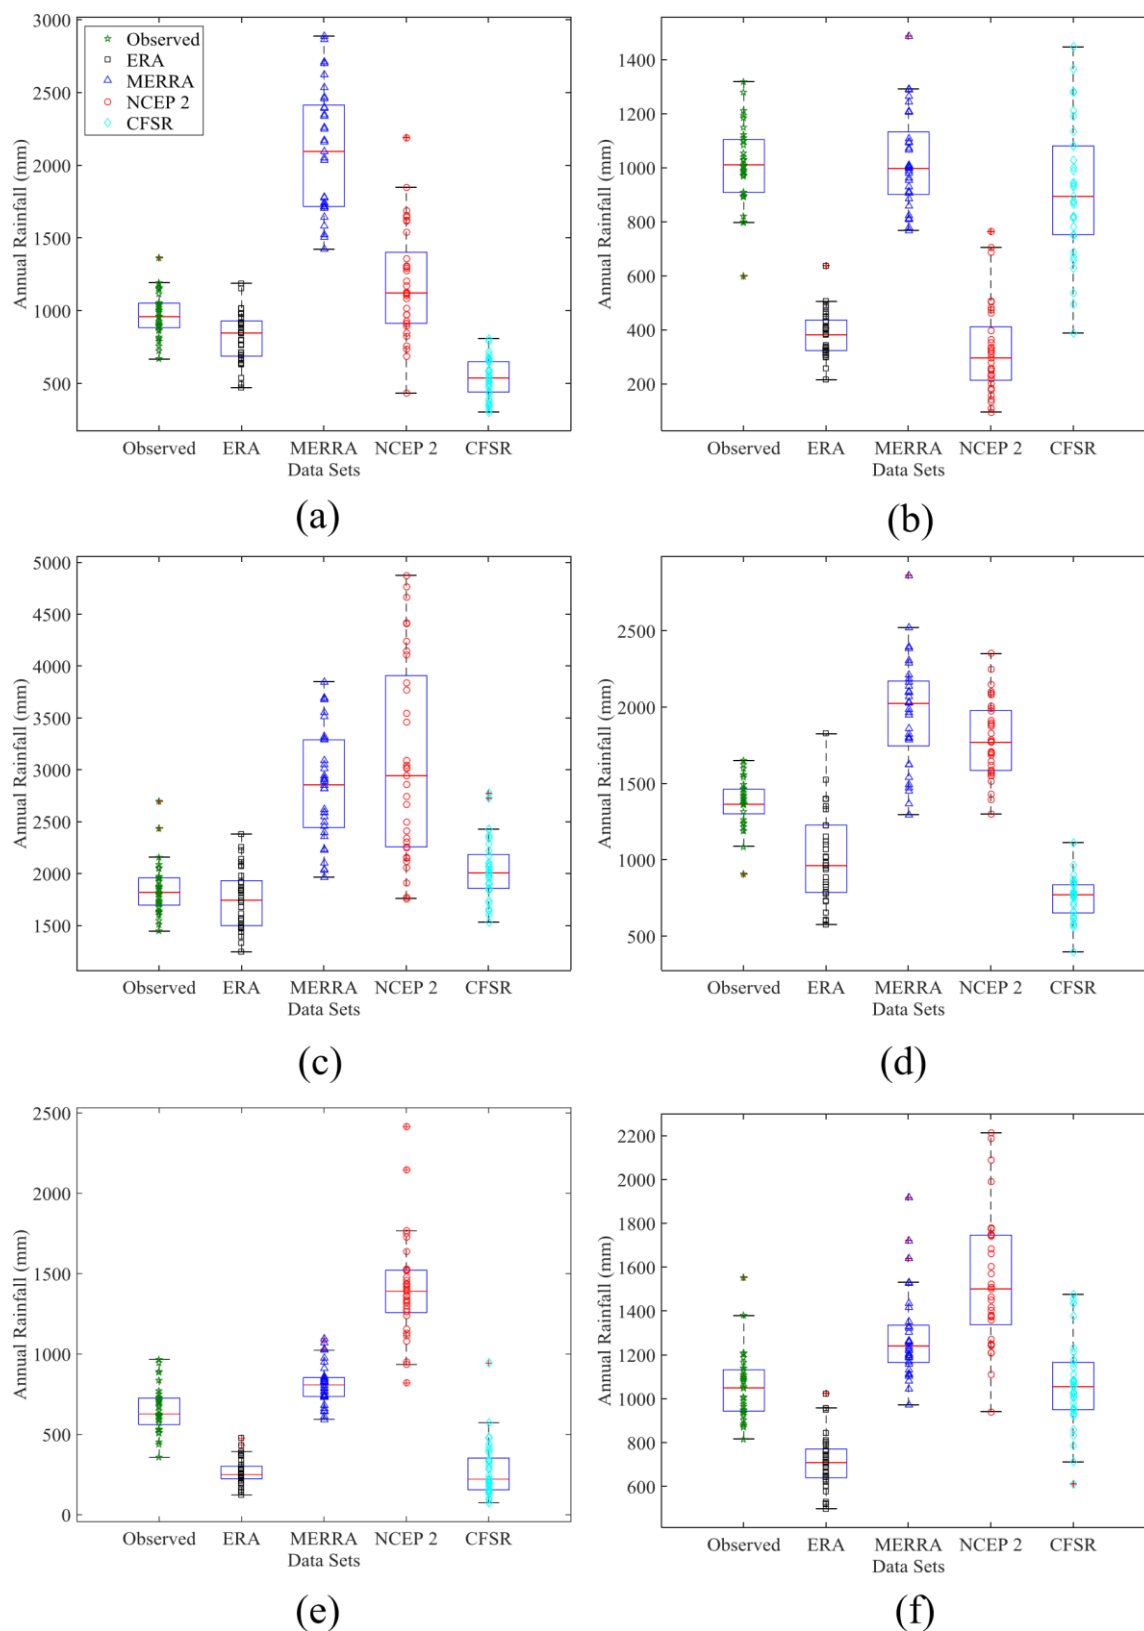 3000
2500
2000
1500
1000
500
Annual Rainfall (mm)
Observed
ERA
MERRA
NCEP 2
CFSR
Observed ERA MERRA NCEP 2 CFSR
Data Sets
(a)
1400
1200
1000
800
600
400
200
Annual Rainfall (mm)
Observed ERA MERRA NCEP 2 CFSR
Data Sets
(b)
5000
4500
4000
3500
3000
2500
2000
1500
Annual Rainfall (mm)
Observed ERA MERRA NCEP 2 CFSR
Data Sets
(c)
2500
2000
1500
1000
500
Annual Rainfall (mm)
Observed ERA MERRA NCEP 2 CFSR
Data Sets
(d)
2500
2000
1500
1000
500
0
Annual Rainfall (mm)
Observed ERA MERRA NCEP 2 CFSR
Data Sets
(e)
2200
2000
1800
1600
1400
1200
1000
800
600
Annual Rainfall (mm)
Observed ERA MERRA NCEP 2 CFSR
Data Sets
(f)